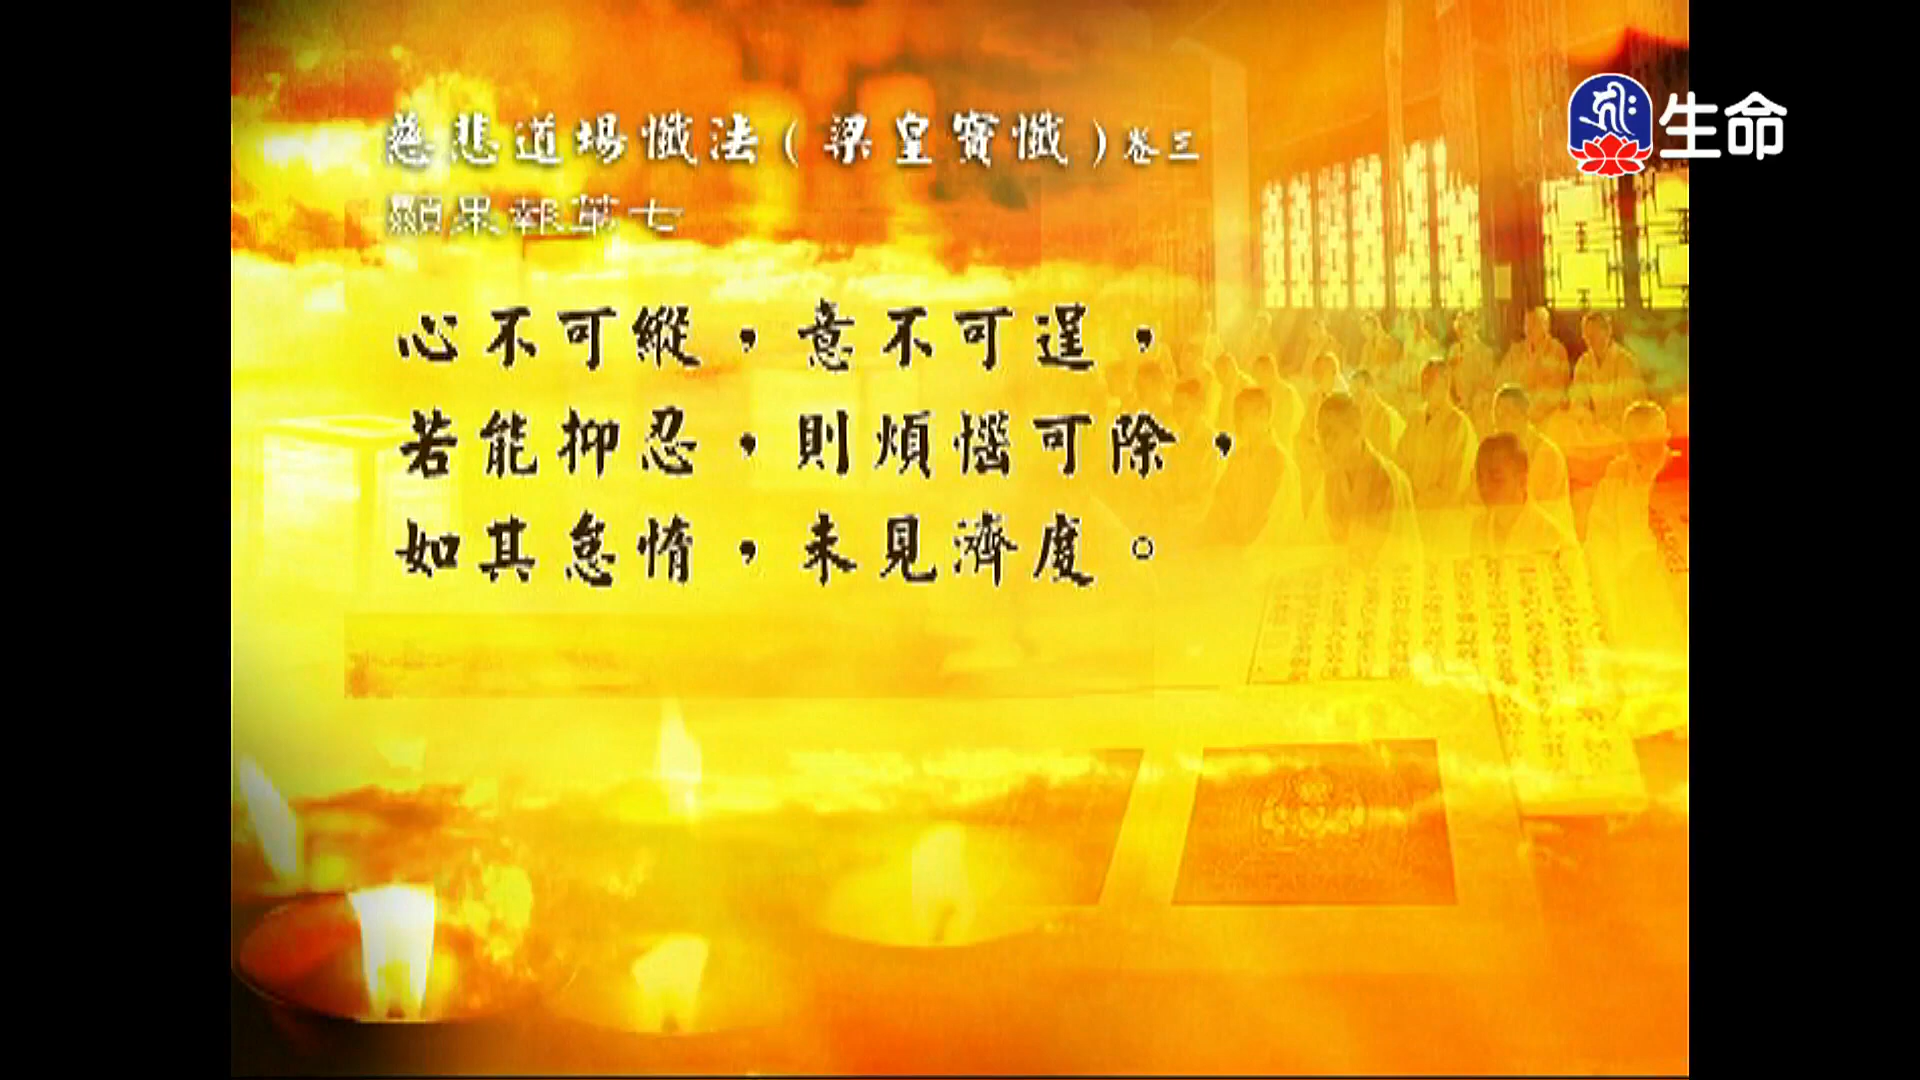 慈悲道場懺法(梁皇寶懺)卷三
顯果報第七
生命
心不可縱，意不可逞，
若能抑忍，則煩惱可除，
如其怠惰，未見濟度。